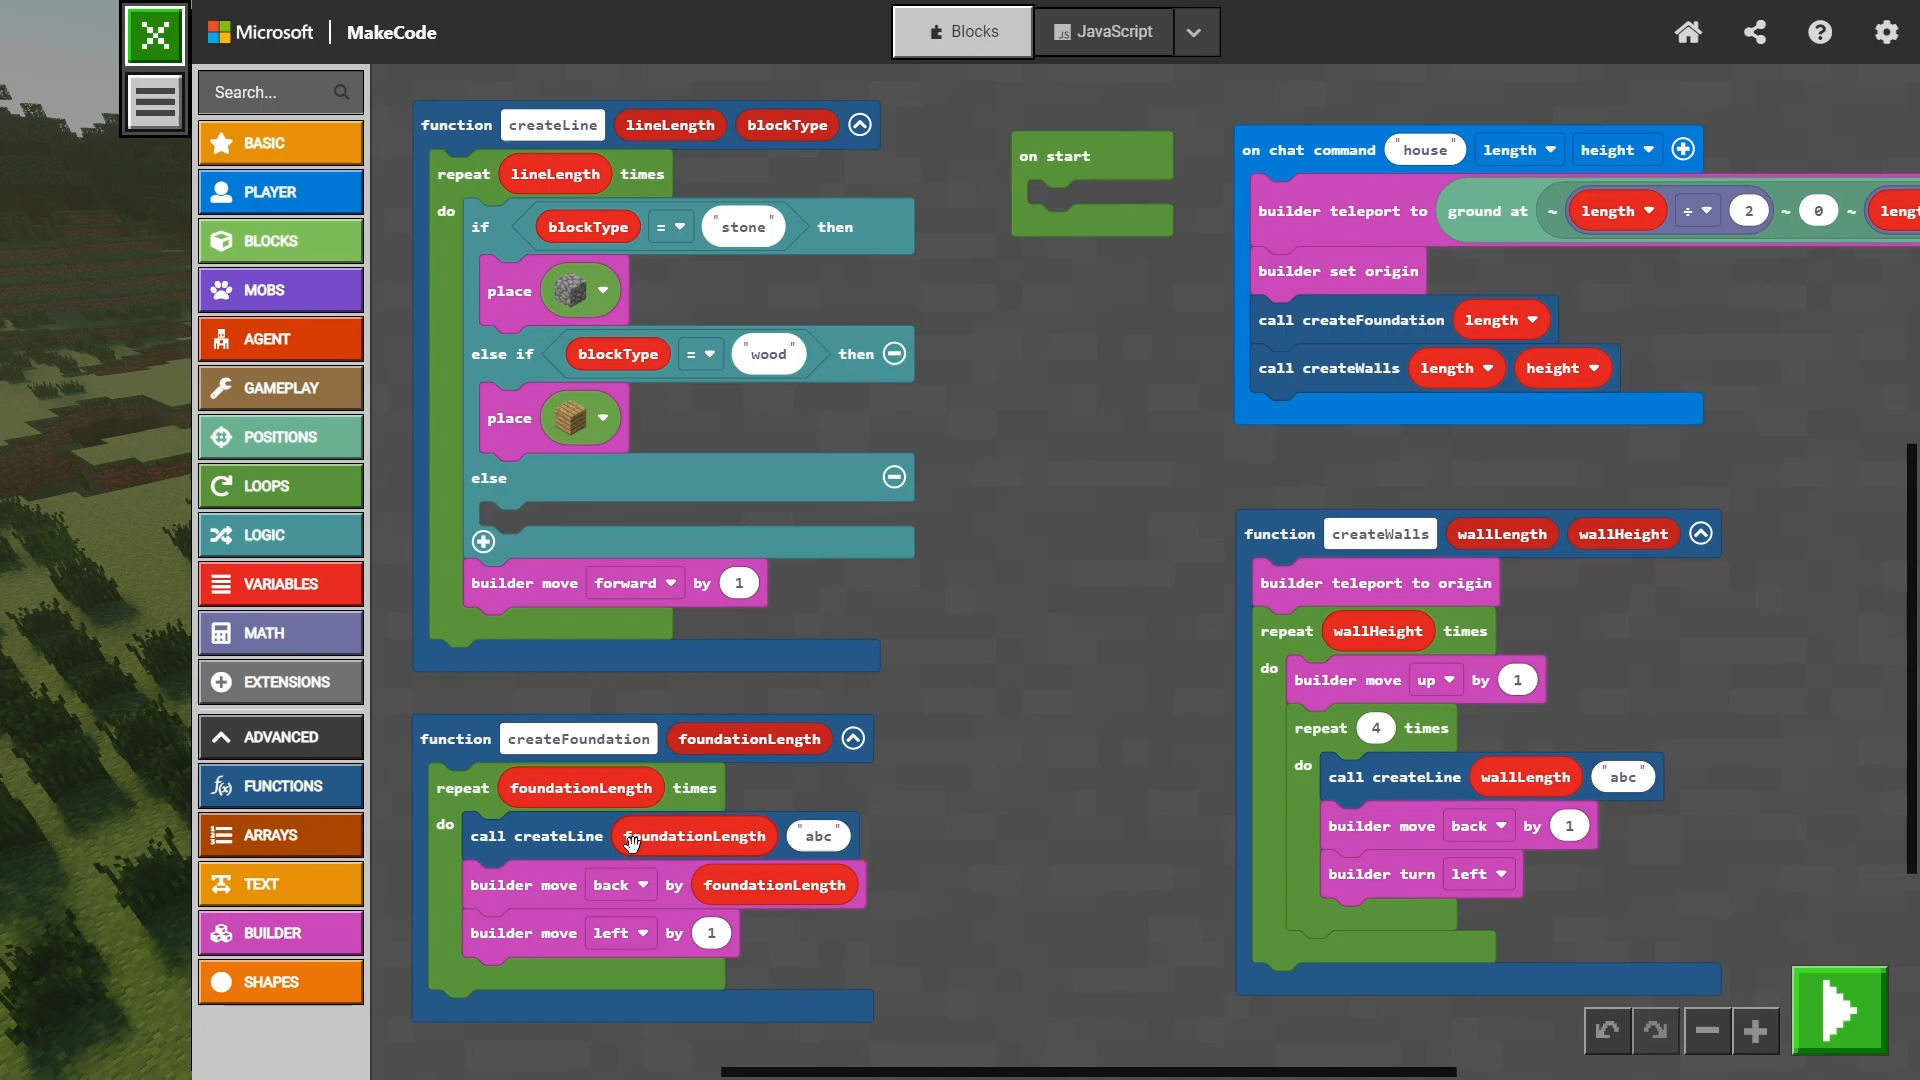 Microsoft | MakeCode
Blocks
JavaScript
Search...
BASIC
PLAYER
BLOCKS
MOBS
AGENT
GAMEPLAY
POSITIONS
LOOPS
LOGIC
VARIABLES
MATH
EXTENSIONS
ADVANCED
FUNCTIONS
ARRAYS
TEXT
BUILDER
SHAPES
function createLine lineLength blockType
repeat lineLength times
do
if blockType = "stone" then
place
else if blockType = "wood" then
place
else
builder move forward by 1
function createFoundation foundationLength
repeat foundationLength times
do
call createLine foundationLength "abc"
builder move back by foundationLength
builder move left by 1
on start
on chat command "house" length height
builder teleport to ground at ~ length ÷ 2 ~ 0 ~
builder set origin
call createFoundation length
call createWalls length height
function createWalls wallLength wallHeight
builder teleport to origin
repeat wallHeight times
do
builder move up by 1
repeat 4 times
do
call createLine wallLength "abc"
builder move back by 1
builder turn left